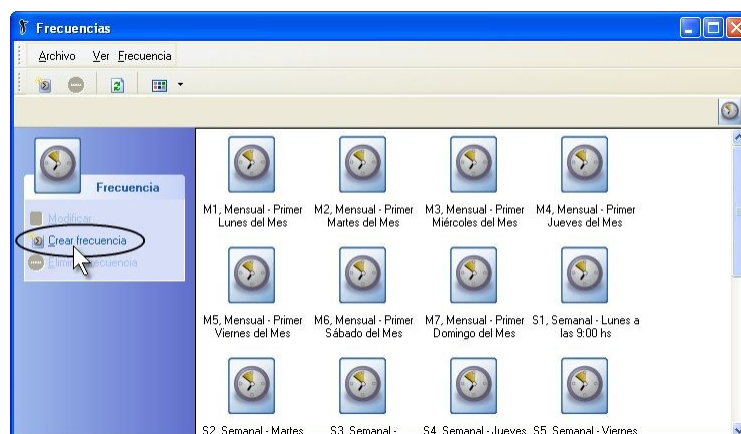 Frecuencias
Archivo Ver Frecuencia
Frecuencia
Modificar
Crear frecuencia
Eliminar frecuencia
M1, Mensual - Primer Lunes del Mes
M2, Mensual - Primer Martes del Mes
M3, Mensual - Primer Miércoles del Mes
M4, Mensual - Primer Jueves del Mes
M5, Mensual - Primer Viernes del Mes
M6, Mensual - Primer Sábado del Mes
M7, Mensual - Primer Domingo del Mes
S1, Semanal - Lunes a las 9:00 hs
S2, Semanal - Martes
S3, Semanal -
S4, Semanal - Jueves
S5, Semanal - Viernes